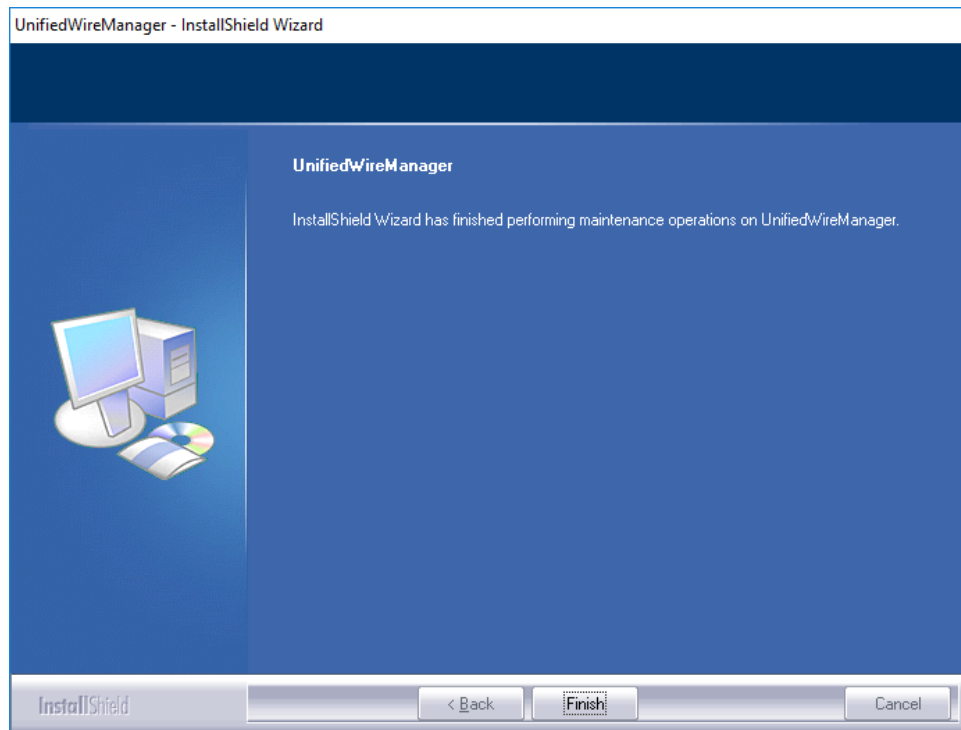 UnifiedWireManager - InstallShield Wizard
UnifiedWireManager
InstallShield Wizard has finished performing maintenance operations on UnifiedWireManager.
InstallShield
< Back
Finish
Cancel